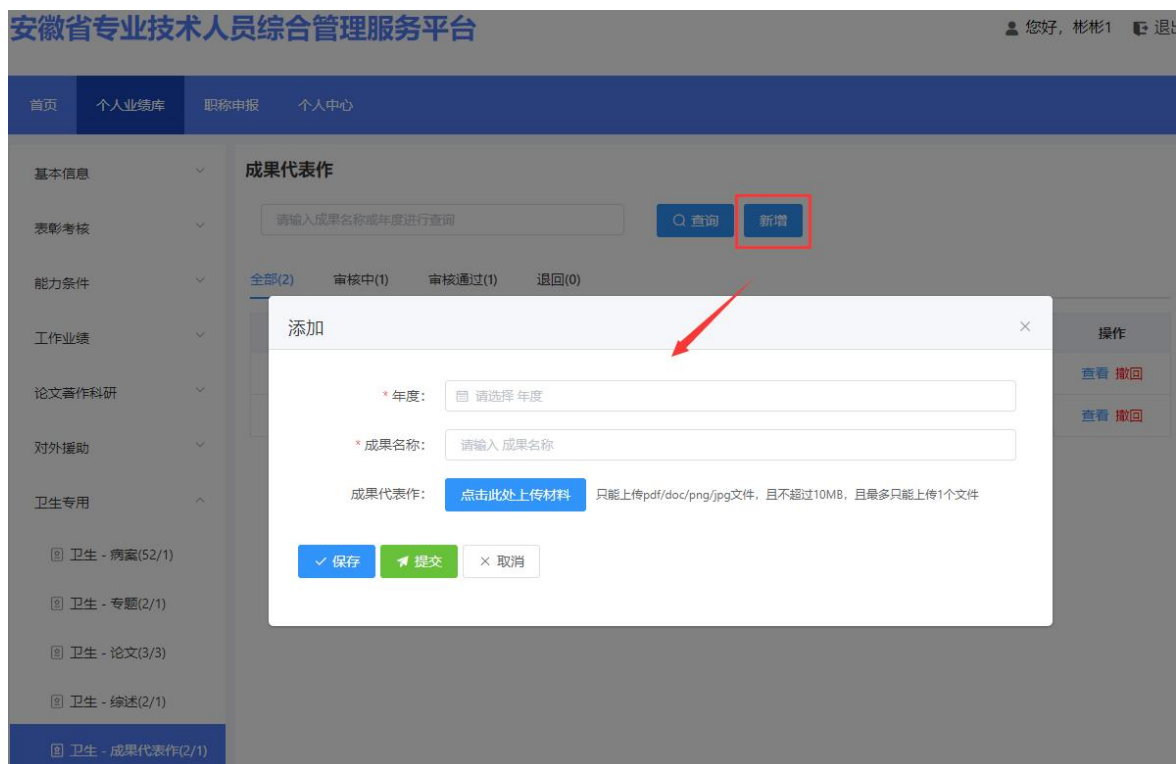 安徽省专业技术人员综合管理服务平台
您好，彬彬1 退出
首页 个人业绩库 职称申报 个人中心
基本信息
表彰考核
能力条件
工作业绩
论文著作科研
对外援助
卫生专用
卫生 - 病案(52/1)
卫生 - 专题(2/1)
卫生 - 论文(3/3)
卫生 - 综述(2/1)
卫生 - 成果代表作(2/1)
成果代表作
请输入成果名称或年度进行查询 查询 新增
全部(2) 审核中(1) 审核通过(1) 退回(0)
操作
查看 撤回
查看 撤回
添加
* 年度： 请选择 年度
* 成果名称： 请输入 成果名称
成果代表作： 点击此处上传材料 只能上传pdf/doc/png/jpg文件，且不超过10MB，且最多只能上传1个文件
保存 提交 取消